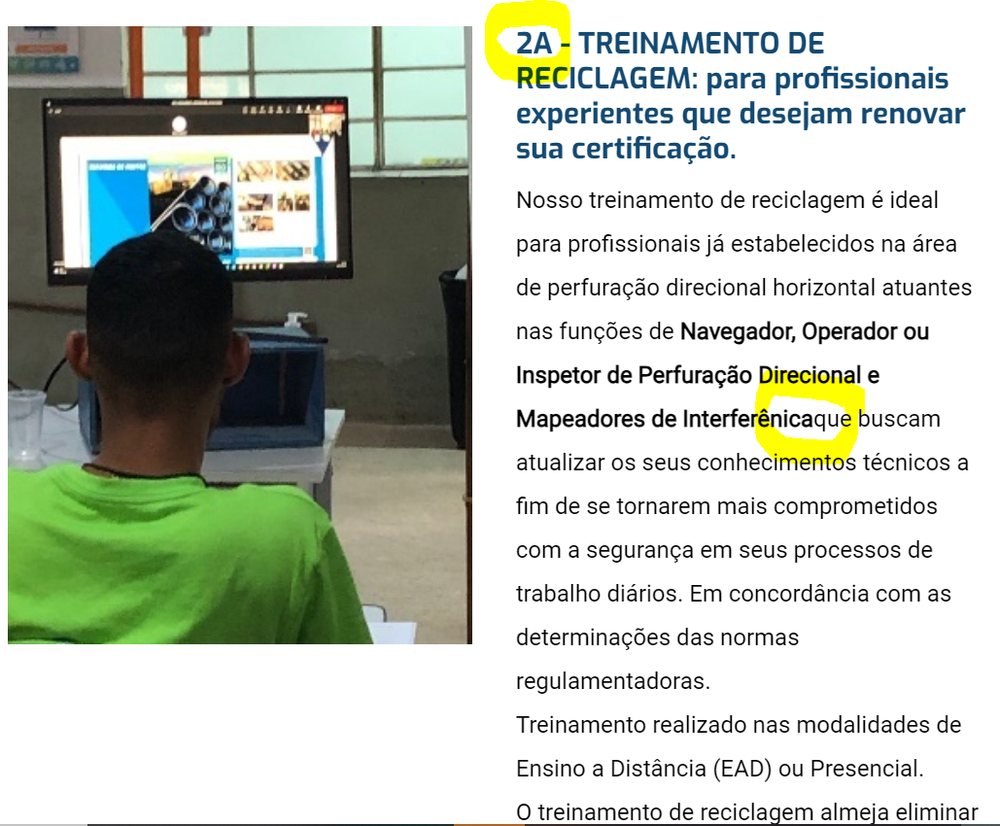 2A - TREINAMENTO DE
RECICLAGEM: para profissionais
experientes que desejam renovar
sua certificação.
Nosso treinamento de reciclagem é ideal
para profissionais já estabelecidos na área
de perfuração direcional horizontal atuantes
nas funções de Navegador, Operador ou
Inspetor de Perfuração Direcional e
Mapeadores de Interferênicaque buscam
atualizar os seus conhecimentos técnicos a
fim de se tornarem mais comprometidos
com a segurança em seus processos de
trabalho diários. Em concordância com as
determinações das normas
regulamentadoras.
Treinamento realizado nas modalidades de
Ensino a Distância (EAD) ou Presencial.
O treinamento de reciclagem almeja eliminar